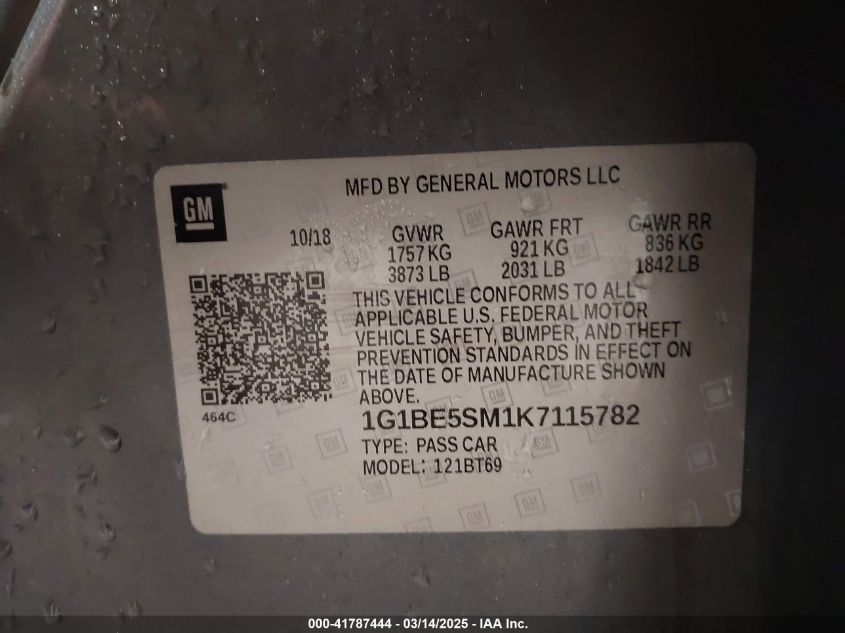 MFD BY GENERAL MOTORS LLC
GM
10/18
GVWR
1757 KG
3873 LB
GAWR FRT
921 KG
2031 LB
GAWR RR
836 KG
1842 LB
THIS VEHICLE CONFORMS TO ALL
APPLICABLE U.S. FEDERAL MOTOR
VEHICLE SAFETY, BUMPER, AND THEFT
PREVENTION STANDARDS IN EFFECT ON
THE DATE OF MANUFACTURE SHOWN
ABOVE.
464C
1G1BE5SM1K7115782
TYPE: PASS CAR
MODEL: 121BT69
000-41787444 - 03/14/2025 - IAA Inc.